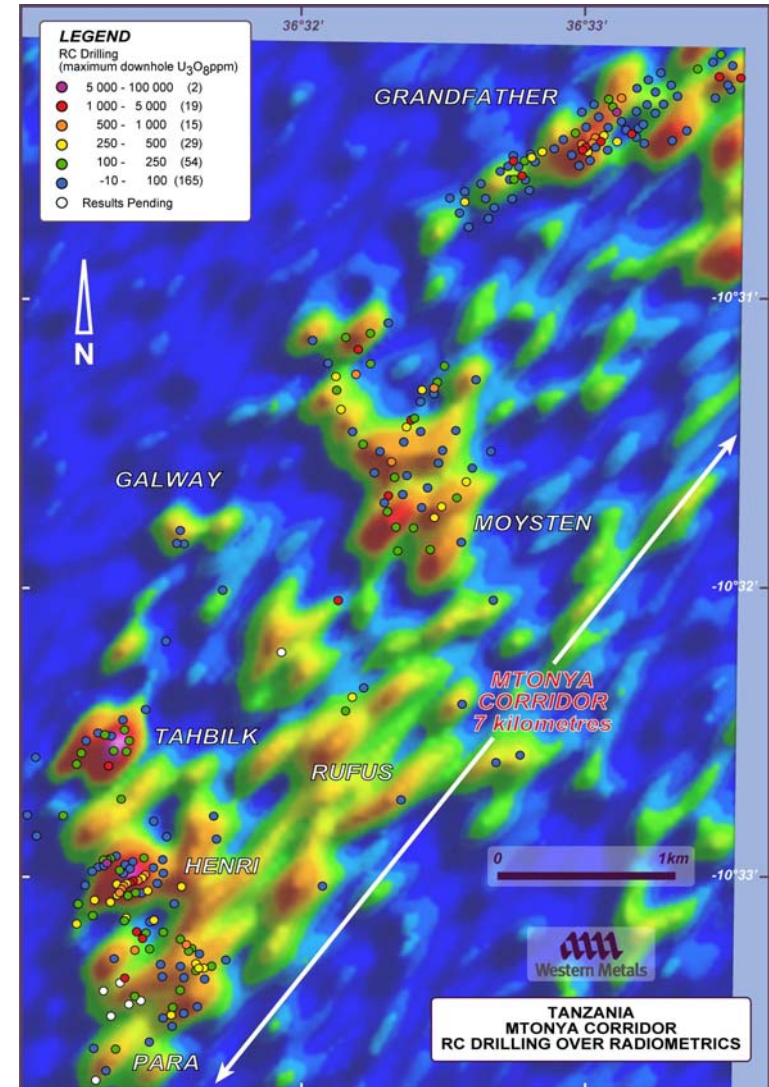 36°32'
36°33'
LEGEND
RC Drilling
(maximum downhole U3O8ppm)
5 000 - 100 000 (2)
1 000 - 5 000 (19)
500 - 1 000 (15)
250 - 500 (29)
100 - 250 (54)
-10 - 100 (165)
Results Pending
GRANDFATHER
N
-10°31'
GALWAY
MOYSTEN
-10°32'
MTONYA
CORRIDOR
7 kilometres
TAHBILK
RUFUS
HENRI
0 1km
-10°33'
Western Metals
TANZANIA
MTONYA CORRIDOR
RC DRILLING OVER RADIOMETRICS
PARA